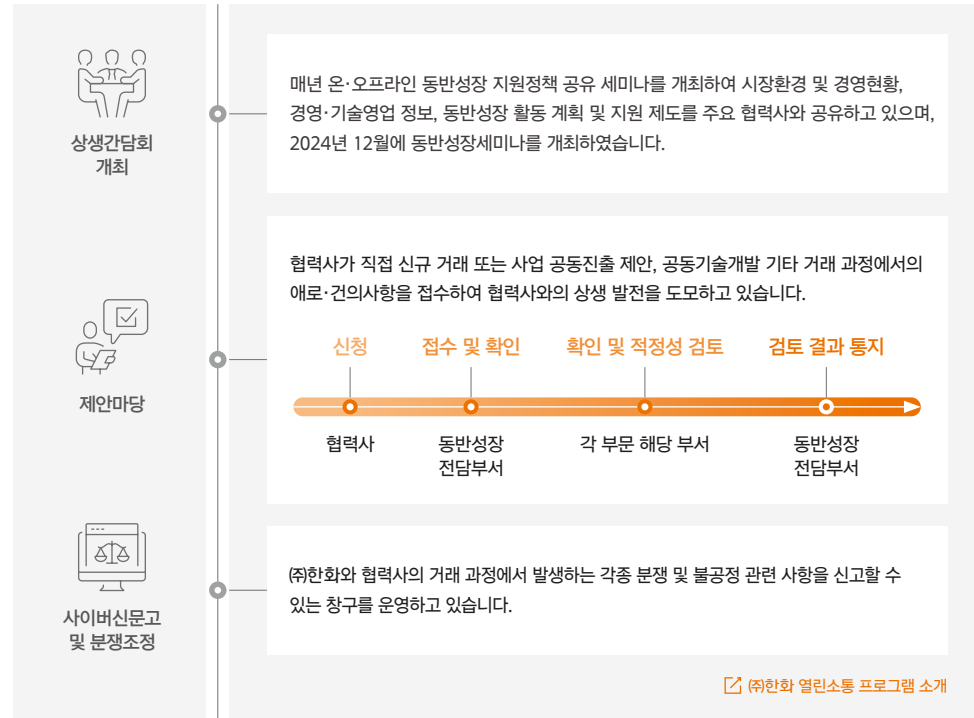 상생간담회
개최
매년 온·오프라인 동반성장 지원정책 공유 세미나를 개최하여 시장환경 및 경영현황,
경영·기술영업 정보, 동반성장 활동 계획 및 지원 제도를 주요 협력사와 공유하고 있으며,
2024년 12월에 동반성장세미나를 개최하였습니다.
제안마당
협력사가 직접 신규 거래 또는 사업 공동진출 제안, 공동기술개발 기타 거래 과정에서의
애로·건의사항을 접수하여 협력사와의 상생 발전을 도모하고 있습니다.
신청 접수 및 확인 확인 및 적정성 검토 검토 결과 통지
협력사 동반성장 각 부문 해당 부서 동반성장
전담부서 전담부서
사이버신문고
및 분쟁조정
㈜한화와 협력사의 거래 과정에서 발생하는 각종 분쟁 및 불공정 관련 사항을 신고할 수
있는 창구를 운영하고 있습니다.
㈜한화 열린소통 프로그램 소개